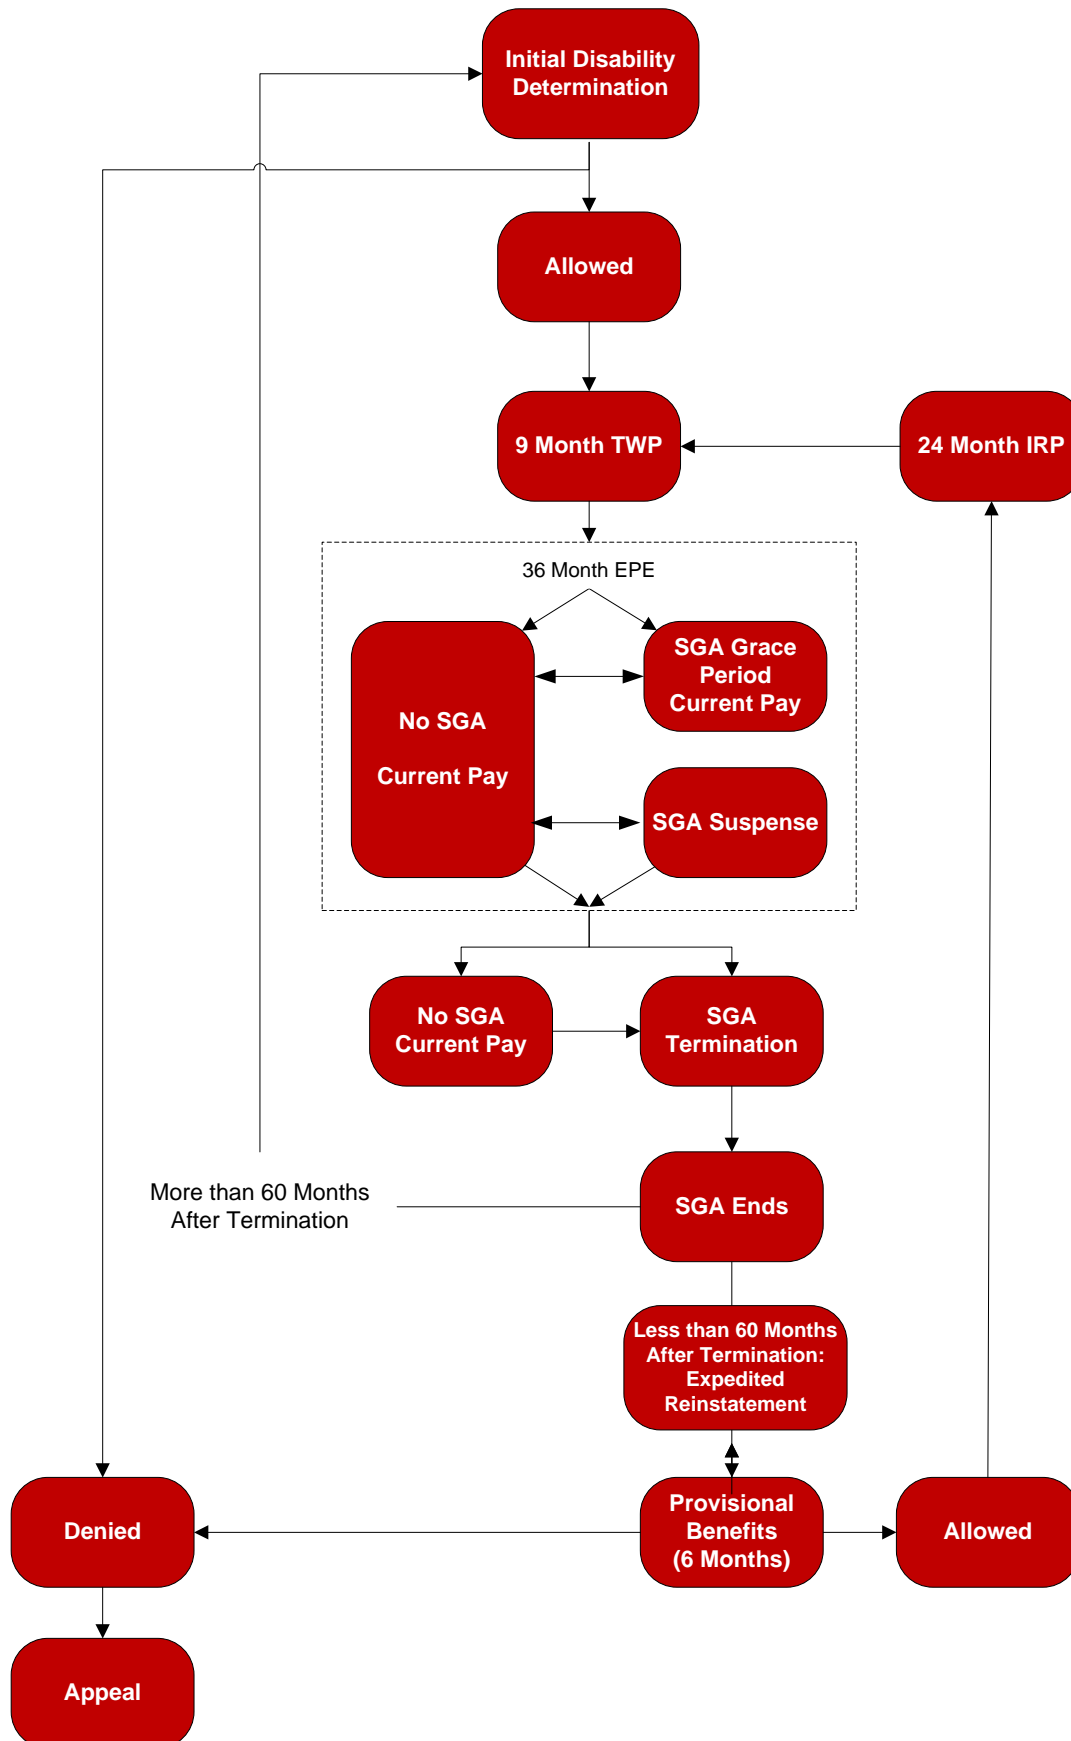 Initial Disability
Determination
Allowed
9 Month TWP
24 Month IRP
36 Month EPE
No SGA
Current Pay
SGA Grace
Period
Current Pay
SGA Suspense
No SGA
Current Pay
SGA
Termination
More than 60 Months
After Termination
SGA Ends
Less than 60 Months
After Termination:
Expedited
Reinstatement
Denied
Provisional
Benefits
(6 Months)
Allowed
Appeal